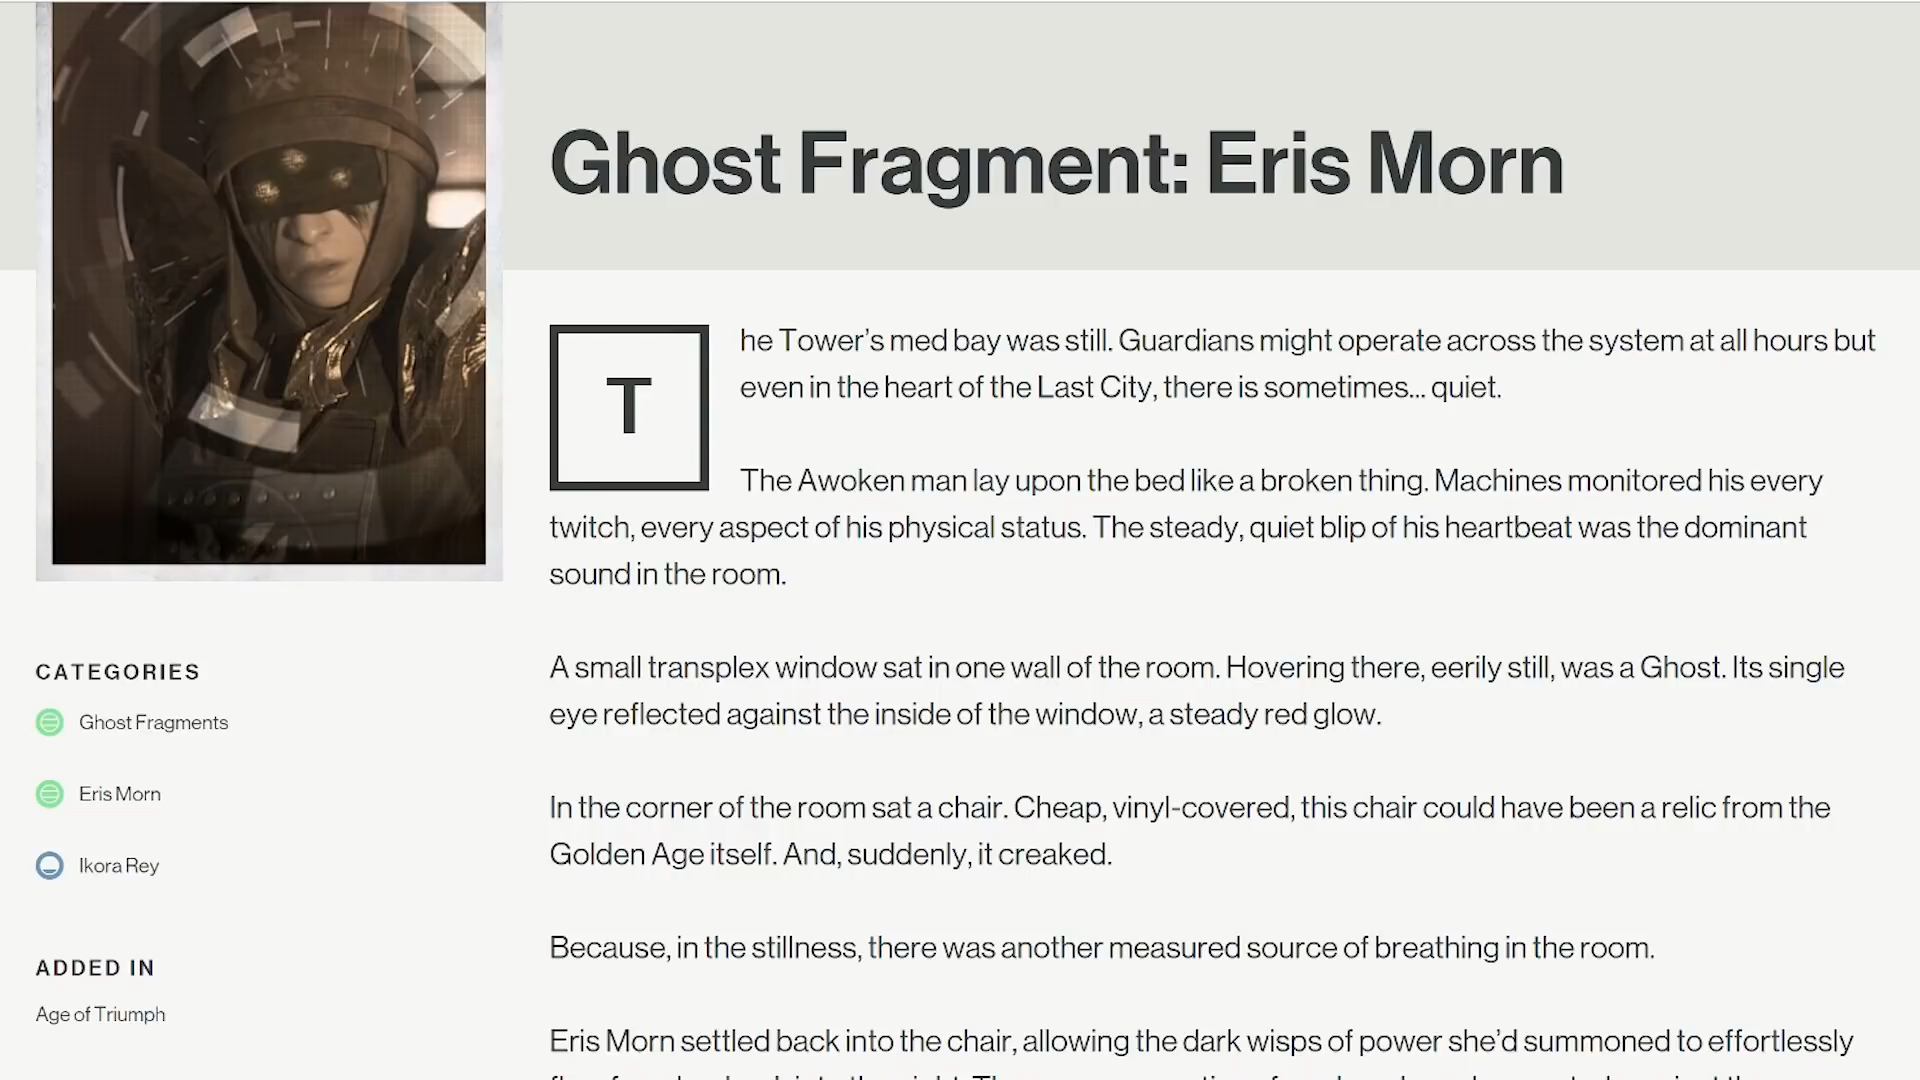 Ghost Fragment: Eris Morn
The Tower’s med bay was still. Guardians might operate across the system at all hours but
even in the heart of the Last City, there is sometimes... quiet.
The Awoken man lay upon the bed like a broken thing. Machines monitored his every
twitch, every aspect of his physical status. The steady, quiet blip of his heartbeat was the dominant
sound in the room.
A small transplex window sat in one wall of the room. Hovering there, eerily still, was a Ghost. Its single
eye reflected against the inside of the window, a steady red glow.
In the corner of the room sat a chair. Cheap, vinyl-covered, this chair could have been a relic from the
Golden Age itself. And, suddenly, it creaked.
Because, in the stillness, there was another measured source of breathing in the room.
Eris Morn settled back into the chair, allowing the dark wisps of power she’d summoned to effortlessly
CATEGORIES
Ghost Fragments
Eris Morn
Ikora Rey
ADDED IN
Age of Triumph